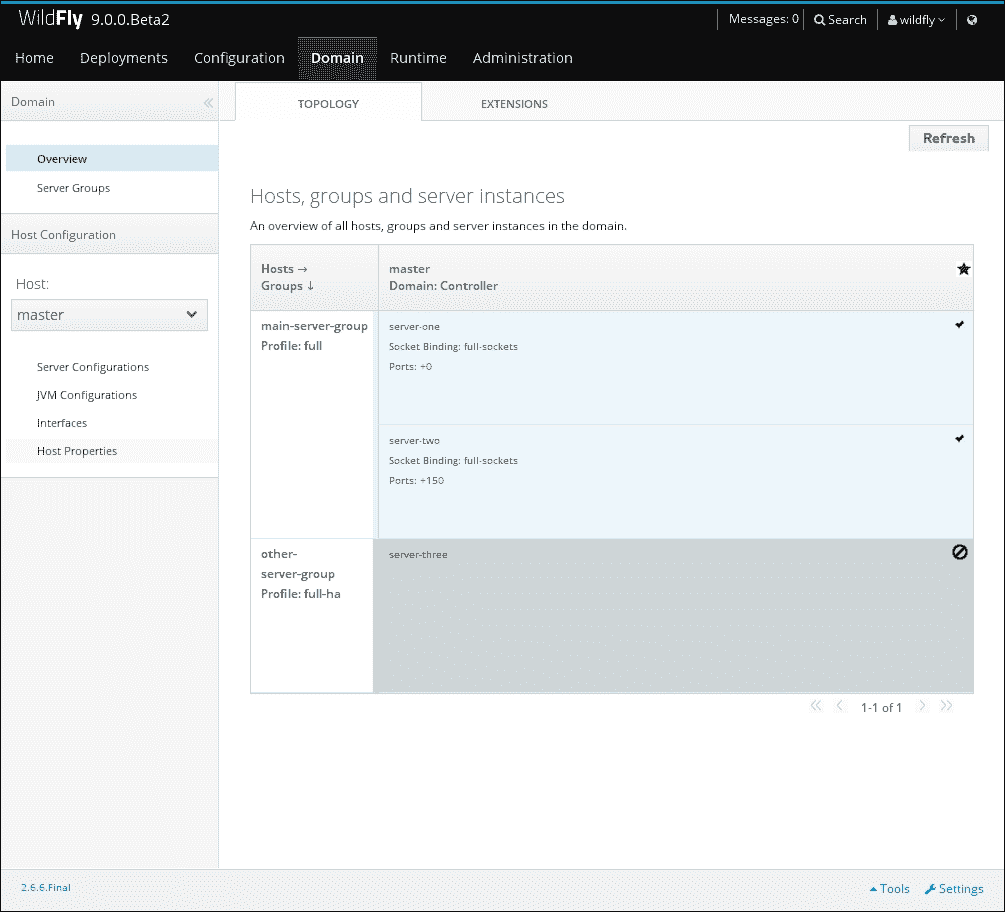 WildFly 9.0.0.Beta2
Messages: 0 Search wildfly
Home Deployments Configuration Domain Runtime Administration
Domain
TOPOLOGY EXTENSIONS
Refresh
Overview
Server Groups
Host Configuration
Host:
master
Server Configurations
JVM Configurations
Interfaces
Host Properties
Hosts, groups and server instances
An overview of all hosts, groups and server instances in the domain.
Hosts →
Groups ↓
master
Domain: Controller
main-server-group
Profile: full
server-one
Socket Binding: full-sockets
Ports: +0
server-two
Socket Binding: full-sockets
Ports: +150
other-
server-group
Profile: full-ha
server-three
1-1 of 1
2.6.6.Final
Tools Settings